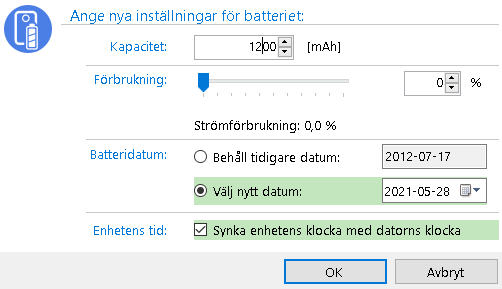 Ange nya inställningar för batteriet:
Kapacitet: 1200 [mAh]
Förbrukning: 0 %
Strömförbrukning: 0,0 %
Batteridatum: Behåll tidigare datum: 2012-07-17
Välj nytt datum: 2021-05-28
Enhetens tid: Synka enhetens klocka med datorns klocka
OK Avbryt